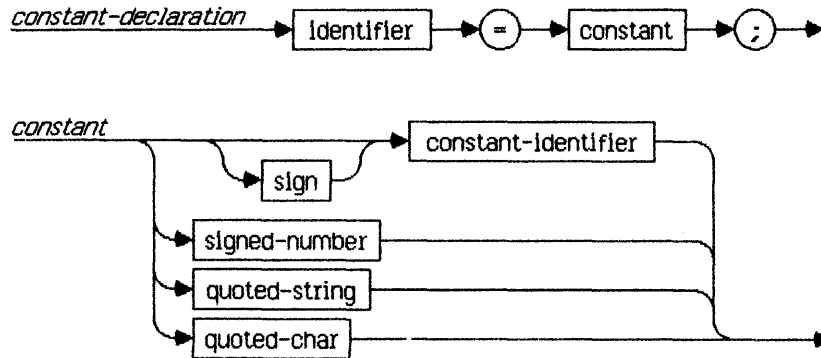 constant-declaration identifier = constant ;
constant constant-identifier
sign
signed-number
quoted-string
quoted-char